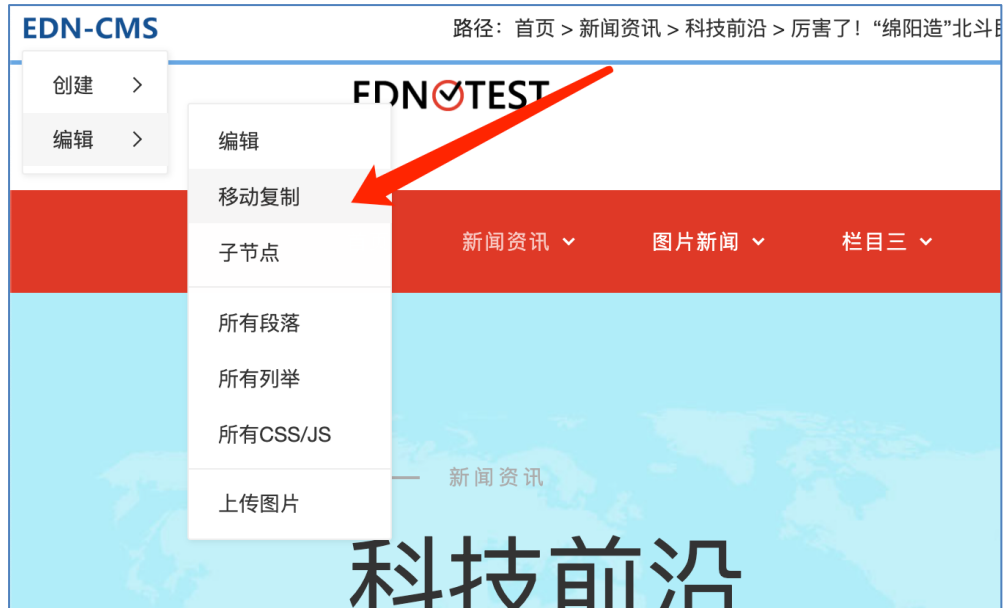 EDN-CMS
路径：首页 > 新闻资讯 > 科技前沿 > 厉害了！“绵阳造”北斗
创建
EDN TEST
编辑
编辑
移动复制
子节点
新闻资讯
图片新闻
栏目三
所有段落
所有列举
所有CSS/JS
新闻资讯
上传图片
科技前沿